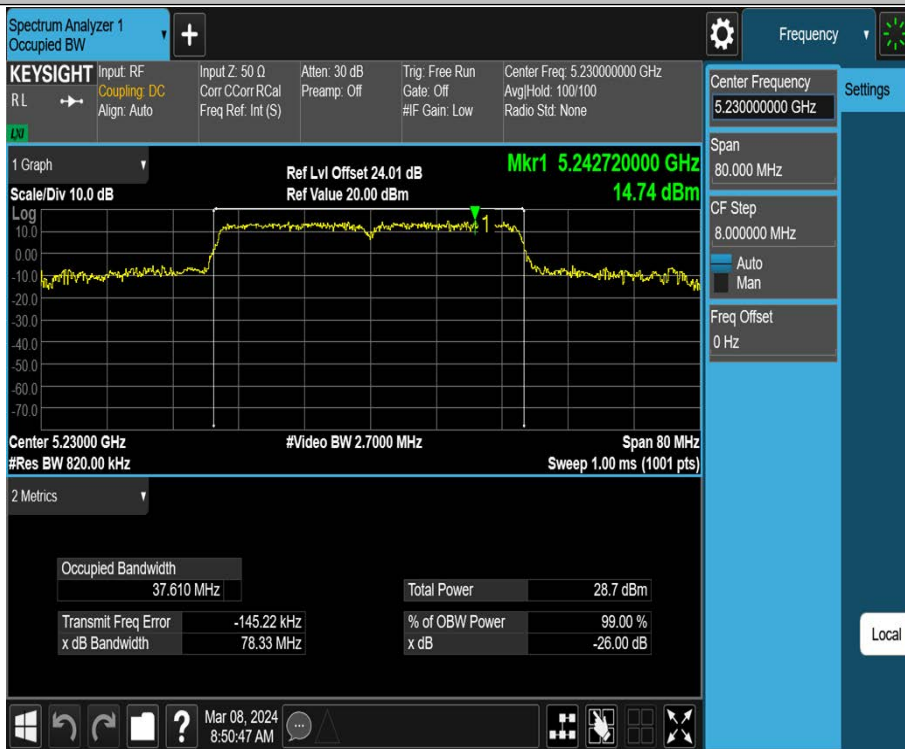 Spectrum Analyzer 1
Occupied BW
+
Frequency
KEYSIGHT
R L
LXI
Input: RF
Coupling: DC
Align: Auto
Input Z: 50 Ω
Corr CCorr RCal
Freq Ref: Int (S)
Atten: 30 dB
Preamp: Off
Trig: Free Run
Gate: Off
#IF Gain: Low
Center Freq: 5.230000000 GHz
Avg|Hold: 100/100
Radio Std: None
Center Frequency
5.230000000 GHz
Settings
Span
80.000 MHz
CF Step
8.000000 MHz
Auto
Man
Freq Offset
0 Hz
Local
1 Graph
Scale/Div 10.0 dB
Ref Lvl Offset 24.01 dB
Ref Value 20.00 dBm
Mkr1 5.242720000 GHz
14.74 dBm
Log
10.0
0.00
-10.0
-20.0
-30.0
-40.0
-50.0
-60.0
-70.0
1
Center 5.23000 GHz
#Video BW 2.7000 MHz
Span 80 MHz
#Res BW 820.00 kHz
Sweep 1.00 ms (1001 pts)
2 Metrics
Occupied Bandwidth
37.610 MHz
Total Power 28.7 dBm
Transmit Freq Error -145.22 kHz
% of OBW Power 99.00 %
x dB Bandwidth 78.33 MHz
x dB -26.00 dB
?
Mar 08, 2024
8:50:47 AM